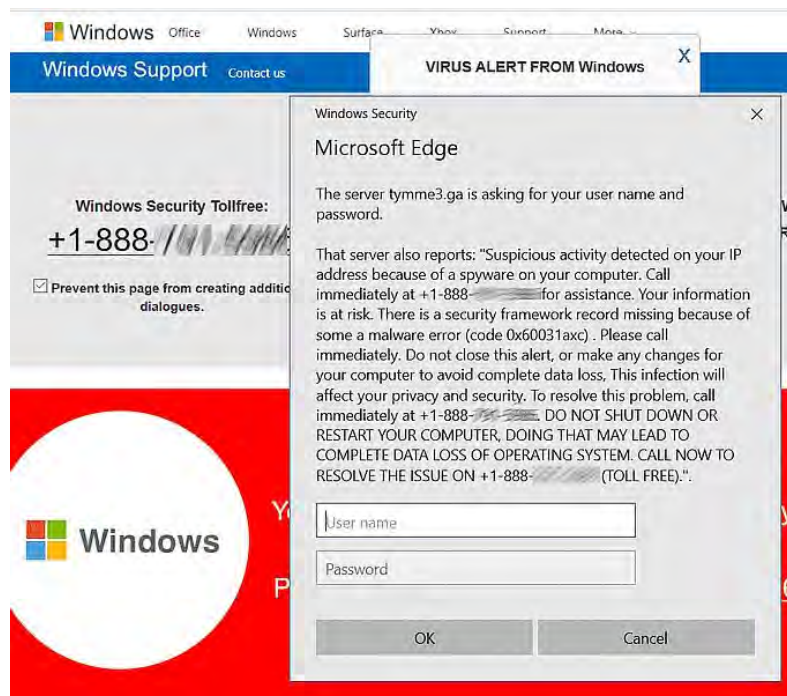 Windows Office Windows Surface Xbox Support More
Windows Support Contact us
VIRUS ALERT FROM Windows X
Windows Security
Microsoft Edge
The server tymme3.ga is asking for your user name and
password.
That server also reports: "Suspicious activity detected on your IP
address because of a spyware on your computer. Call
immediately at +1-888- for assistance. Your information
is at risk. There is a security framework record missing because of
some a malware error (code 0x60031axc) . Please call
immediately. Do not close this alert, or make any changes for
your computer to avoid complete data loss, This infection will
affect your privacy and security. To resolve this problem, call
immediately at +1-888- . DO NOT SHUT DOWN OR
RESTART YOUR COMPUTER, DOING THAT MAY LEAD TO
COMPLETE DATA LOSS OF OPERATING SYSTEM. CALL NOW TO
RESOLVE THE ISSUE ON +1-888- (TOLL FREE).".
User name
Password
OK Cancel
Windows Security Tollfree:
+1-888-
Prevent this page from creating
dialogues.
Windows